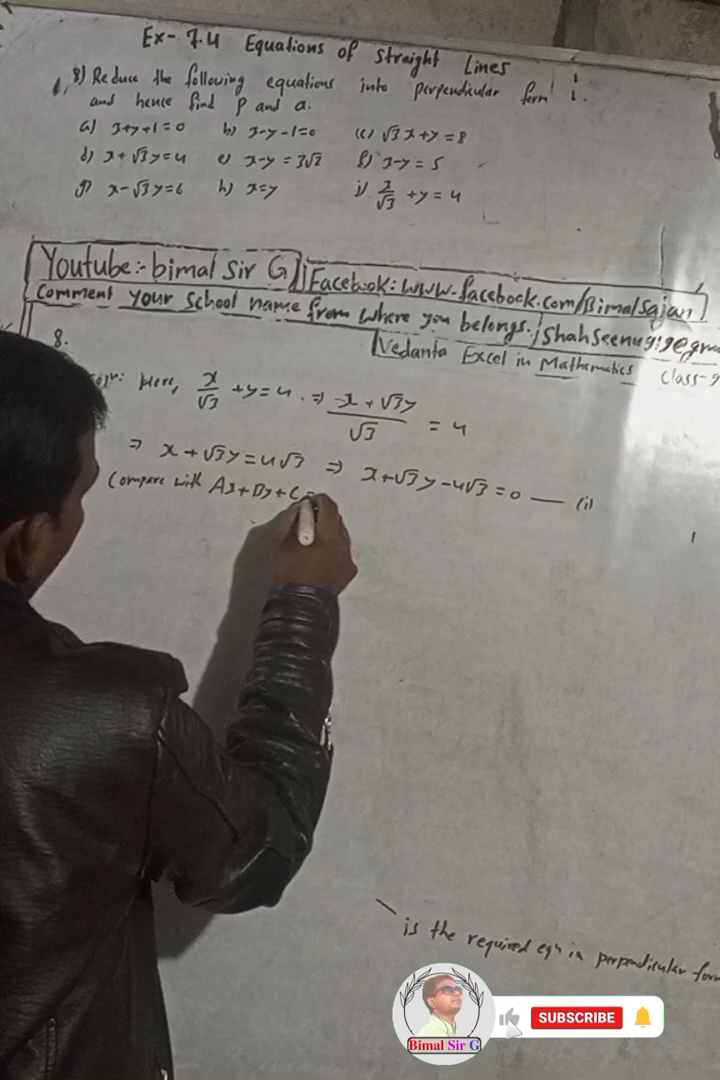 Ex- 7.4 Equations of Straight Lines
8) Reduce the following equations into perpendicular form
and hence find P and α.
a) x+y+1=0 b) x-y-1=0 (c) √3x+y=8
d) x+√3y=4 e) x-y=3√2 f) x-y=5
g) x-√3y=6 h) x=y i) x/√3 +y=4
Youtube:- bimal sir G Facebook: www.facebook.com/Bimalsajan
Comment your school name from where you belongs.
Vedanta Excel in Mathematics Class-9
8.
Here, x/√3 +y=4 ⇒ x+√3y/√3 = 4
⇒ x+√3y=4√3 ⇒ x+√3y-4√3=0 — (i)
Compare with Ax+By+C=
is the required eqn in perpendicular form
SUBSCRIBE
Bimal Sir G